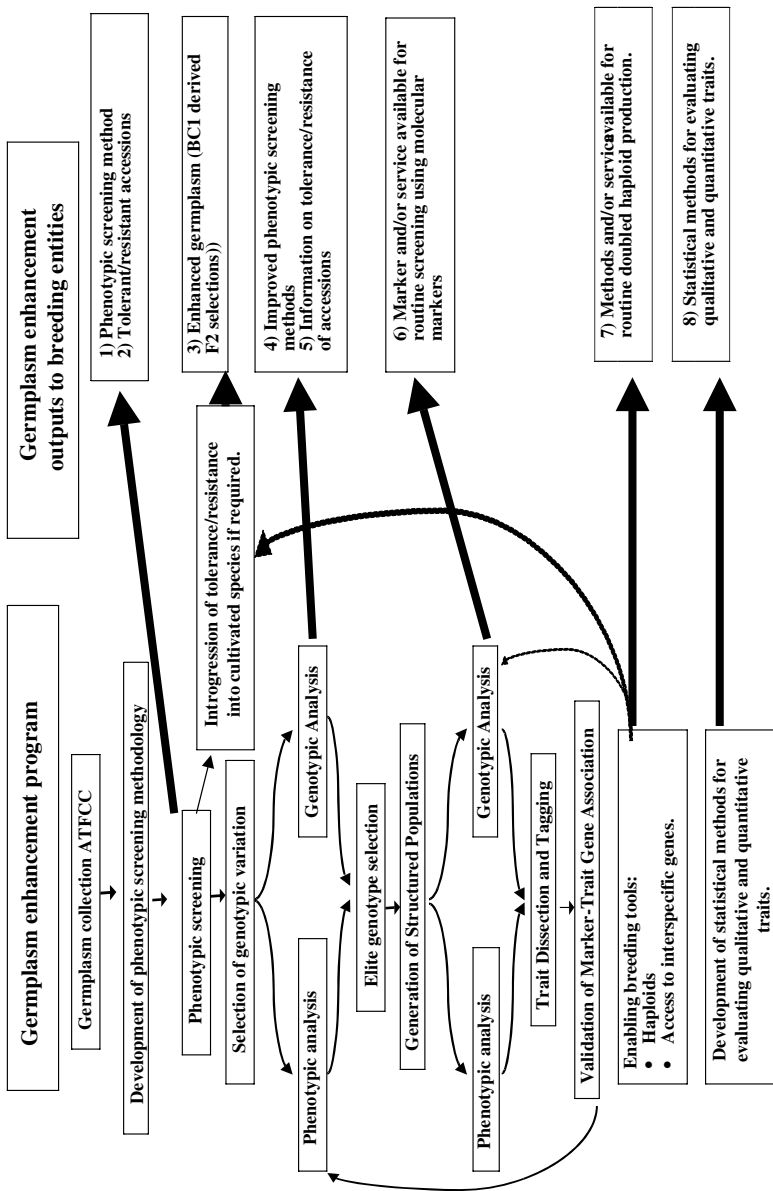 Germplasm enhancement program
Germplasm enhancement
outputs to breeding entities
Germplasm collection ATFCC
Development of phenotypic screening methodology
Phenotypic screening
Selection of genotypic variation
Phenotypic analysis
Genotypic Analysis
Elite genotype selection
Generation of Structured Populations
Phenotypic analysis
Genotypic Analysis
Trait Dissection and Tagging
Validation of Marker-Trait Gene Association
Enabling breeding tools:
• Haploids
• Access to interspecific genes.
Development of statistical methods for
evaluating qualitative and quantitative
traits.
Introgression of tolerance/resistance
into cultivated species if required.
1) Phenotypic screening method
2) Tolerant/resistant accessions
3) Enhanced germplasm (BC1 derived
F2 selections))
4) Improved phenotypic screening
methods
5) Information on tolerance/resistance
of accessions
6) Marker and/or service available for
routine screening using molecular
markers
7) Methods and/or serviceavailable for
routine doubled haploid production.
8) Statistical methods for evaluating
qualitative and quantitative traits.